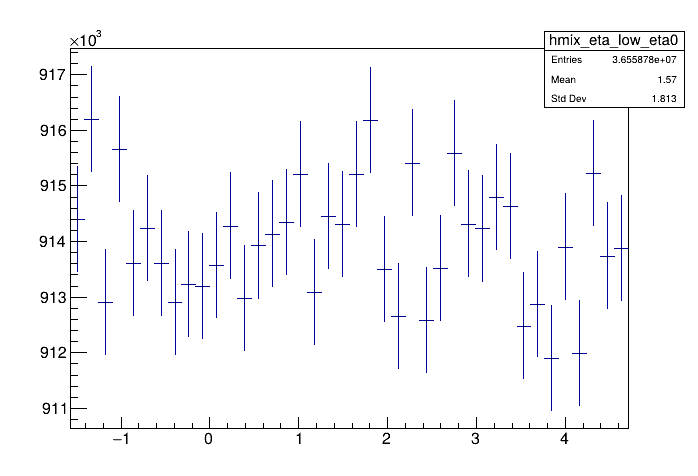 ×10³
hmix_eta_low_eta0
Entries 3.655878e+07
Mean 1.57
Std Dev 1.813
917
916
915
914
913
912
911
−1 0 1 2 3 4